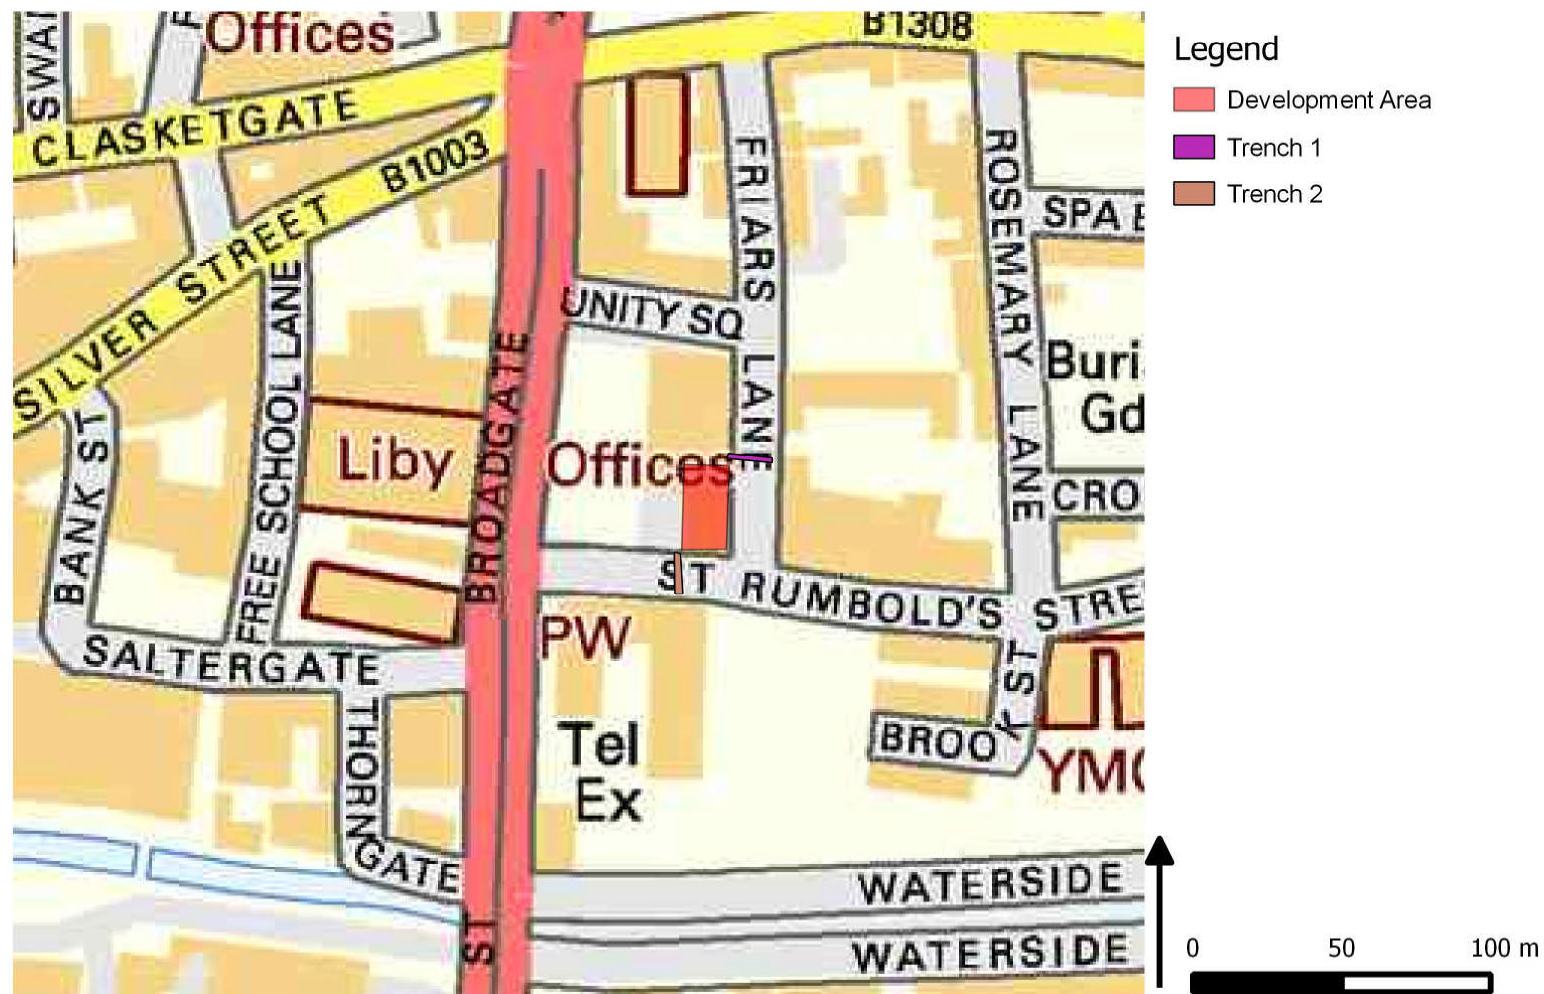 SWAN
Offices
B1308
CLASKETGATE
B1003
SILVER STREET
FRIARS LANE
ROSEMARY LANE
SPA
UNITY SQ
FREE SCHOOL LANE
BANK ST
Liby
BROADGATE
Offices
Buri
Gd
CRO
ST RUMBOLD'S STRE
PW
SALTERGATE
THORNGATE
Tel
Ex
BROOK ST
YMC
WATERSIDE
WATERSIDE
ST
Legend
Development Area
Trench 1
Trench 2
0 50 100 m